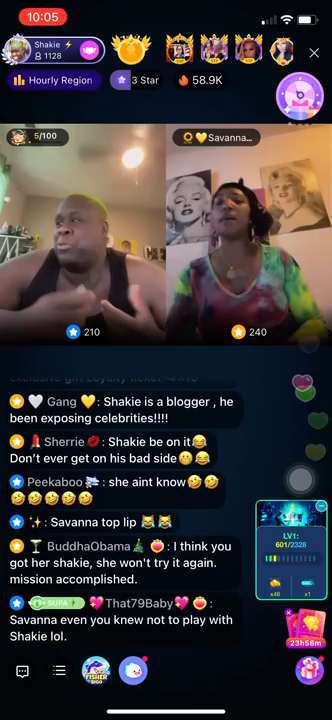 10:05
Shakie ⚡
1128
Hourly Region
3 Star
58.9K
5/100
🌻💛Savanna...
210
240
🤍 Gang 💛 : Shakie is a blogger , he
been exposing celebrities!!!!
💄 Sherrie 💋 : Shakie be on it😂
Don't ever get on his bad side😬😂
Peekaboo 🌬️ : she aint know🤣🤣
🤣🤣🤣🤣🤣
✨ : Savanna top lip 😹😹
🍸 BuddhaObama🎄 : I think you
got her shakie, she won't try it again.
mission accomplished.
SUPA 💖That79Baby💖 :
Savanna even you knew not to play with
Shakie lol.
LV1:
601/2328
x46
x1
23h58m
FISHER
BIGO